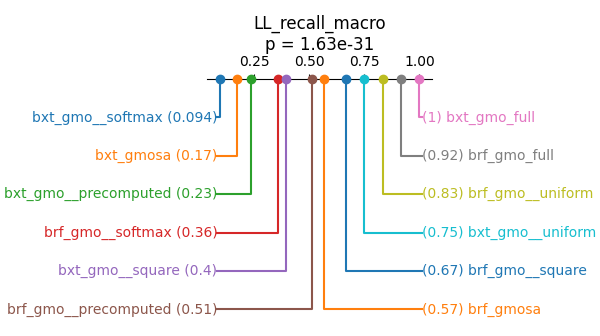 LL_recall_macro
p = 1.63e-31
0.25 0.50 0.75 1.00
bxt_gmo__softmax (0.094)
(1) bxt_gmo_full
bxt_gmosa (0.17)
(0.92) brf_gmo_full
bxt_gmo__precomputed (0.23)
(0.83) brf_gmo__uniform
brf_gmo__softmax (0.36)
(0.75) bxt_gmo__uniform
bxt_gmo__square (0.4)
(0.67) brf_gmo__square
brf_gmo__precomputed (0.51)
(0.57) brf_gmosa